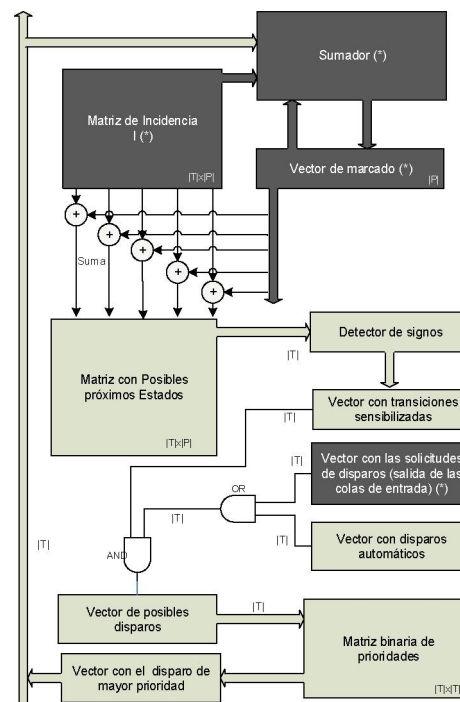 Sumador (*)
Matriz de Incidencia
I (*)
|T|x|P|
Vector de marcado (*)
|P|
+
+
Suma
+
+
+
Matriz con Posibles
próximos Estados
|T|x|P|
|T|
Detector de signos
|T|
Vector con transiciones
sensibilizadas
|T|
Vector con las solicitudes
de disparos (salida de las
colas de entrada) (*)
OR
|T|
|T|
Vector con disparos
automáticos
|T|
AND
Vector de posibles
disparos
|T|
Matriz binaria de
prioridades
|T|x|T|
Vector con el disparo de
mayor prioridad